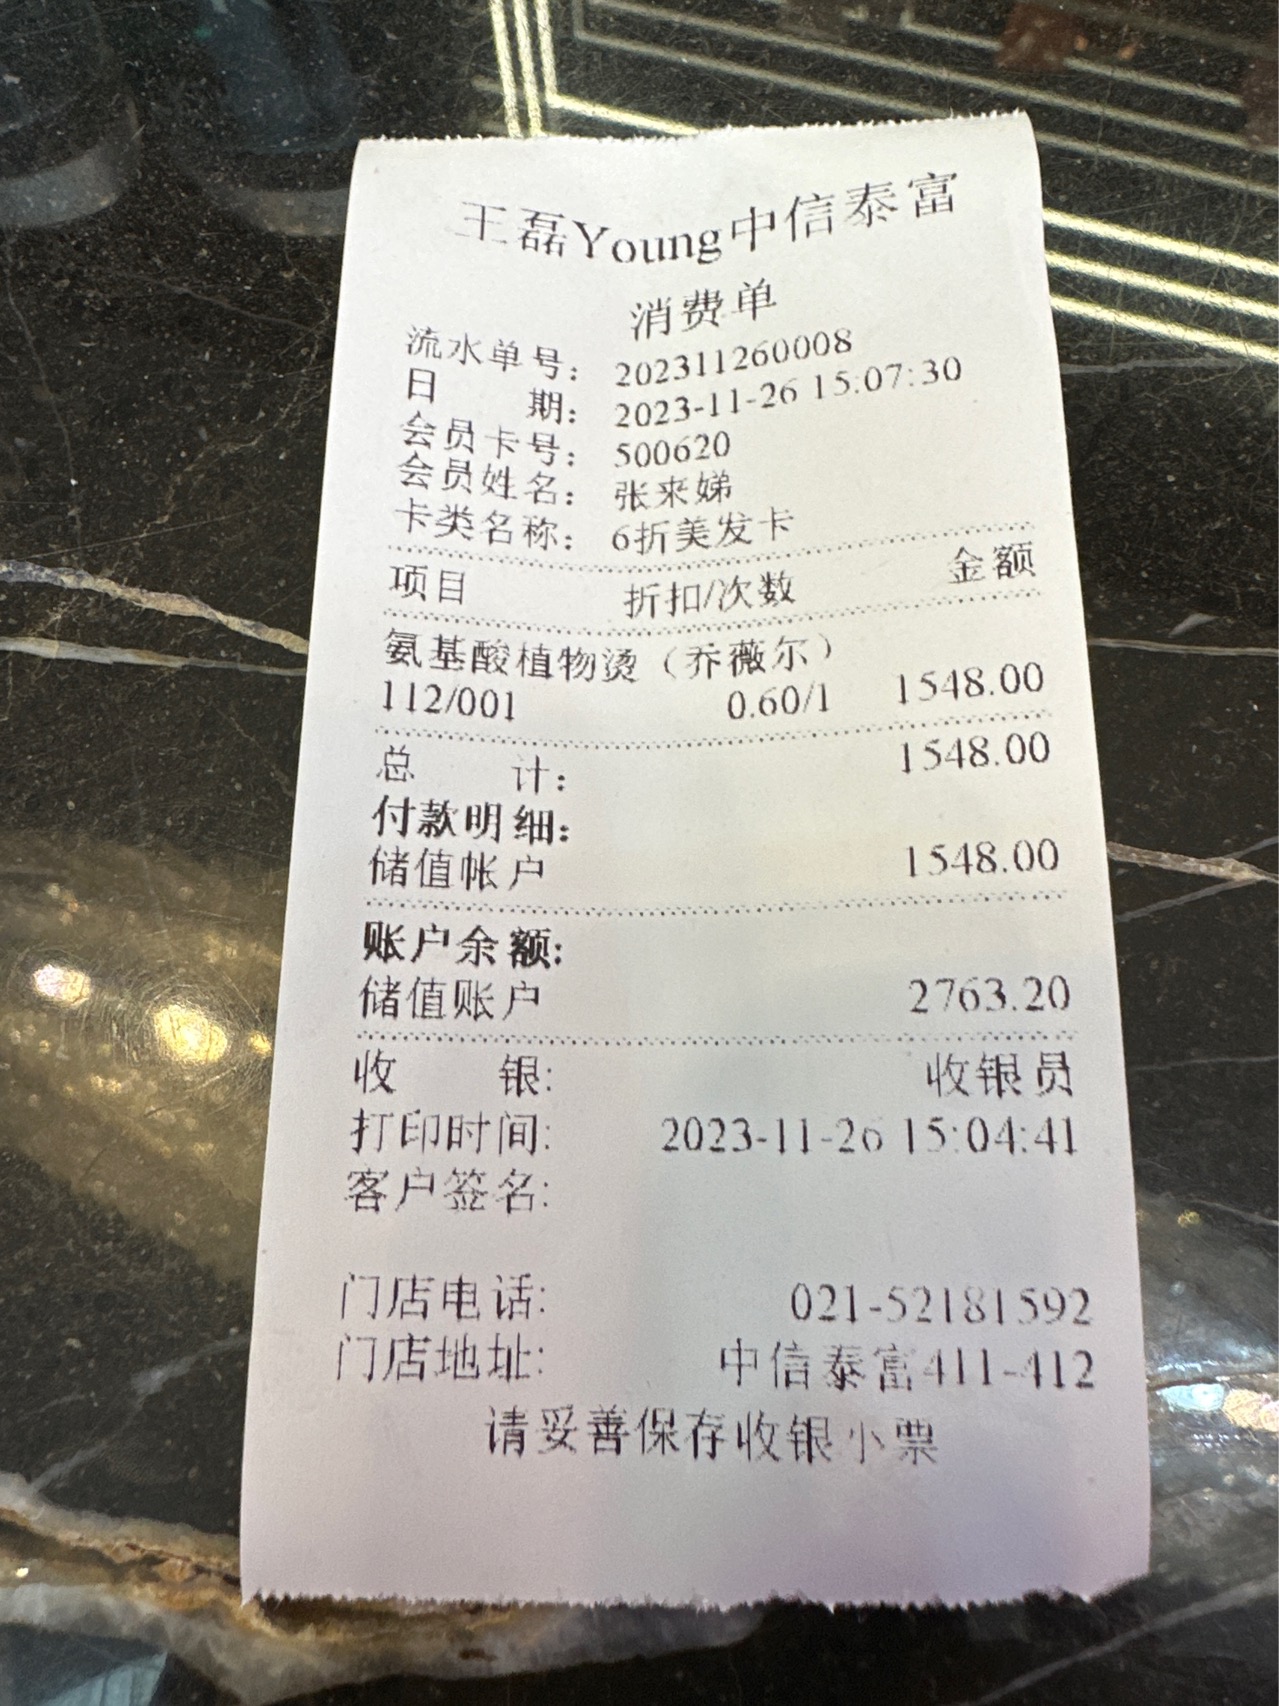 王磊Young中信泰富
消费单
流水单号: 202311260008
日 期: 2023-11-26 15:07:30
会员卡号: 500620
会员姓名: 张来娣
卡类名称: 6折美发卡
项目 折扣/次数 金额
氨基酸植物烫（乔薇尔）
112/001 0.60/1 1548.00
总 计: 1548.00
付款明细:
储值帐户 1548.00
账户余额:
储值账户 2763.20
收 银: 收银员
打印时间: 2023-11-26 15:04:41
客户签名:
门店电话: 021-52181592
门店地址: 中信泰富411-412
请妥善保存收银小票